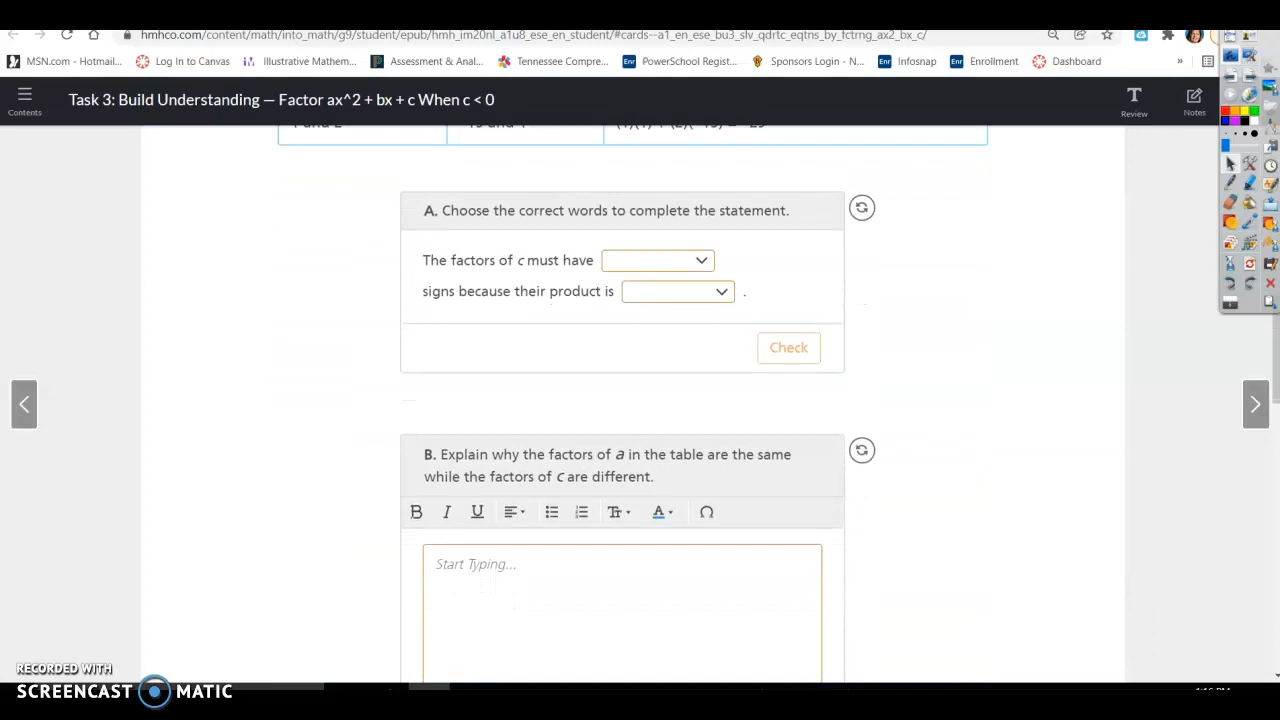 hmhco.com/content/math/into_math/g9/student/epub/hmh_im20nl_a1u8_ese_en_student/#cards--a1_en_ese_bu3_slv_qdrtc_eqtns_by_fctrng_ax2_bx_c/
MSN.com - Hotmail... Log In to Canvas Illustrative Mathem... Assessment & Anal... Tennessee Compre... Enr PowerSchool Regist... Sponsors Login - N... Enr Infosnap Enr Enrollment Dashboard »
Contents
Task 3: Build Understanding — Factor ax^2 + bx + c When c < 0
Review
Notes
A. Choose the correct words to complete the statement.
The factors of c must have
signs because their product is .
Check
B. Explain why the factors of a in the table are the same
while the factors of c are different.
B I U Tr A Ω
Start Typing...
RECORDED WITH
SCREENCAST MATIC